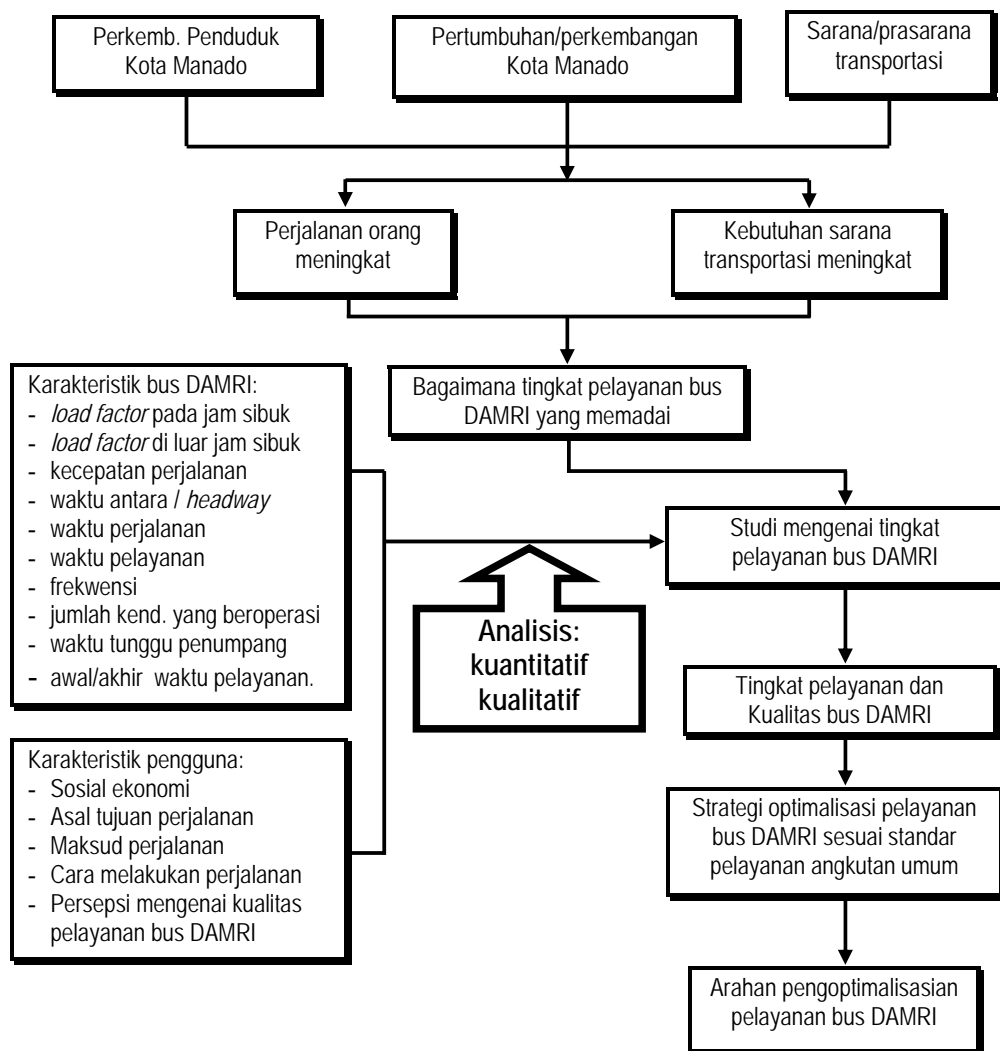 Perkemb. Penduduk
Kota Manado
Pertumbuhan/perkembangan
Kota Manado
Sarana/prasarana
transportasi
Perjalanan orang
meningkat
Kebutuhan sarana
transportasi meningkat
Bagaimana tingkat pelayanan bus
DAMRI yang memadai
Karakteristik bus DAMRI:
- load factor pada jam sibuk
- load factor di luar jam sibuk
- kecepatan perjalanan
- waktu antara / headway
- waktu perjalanan
- waktu pelayanan
- frekwensi
- jumlah kend. yang beroperasi
- waktu tunggu penumpang
- awal/akhir waktu pelayanan.
Studi mengenai tingkat
pelayanan bus DAMRI
Analisis:
kuantitatif
kualitatif
Tingkat pelayanan dan
Kualitas bus DAMRI
Karakteristik pengguna:
- Sosial ekonomi
- Asal tujuan perjalanan
- Maksud perjalanan
- Cara melakukan perjalanan
- Persepsi mengenai kualitas
pelayanan bus DAMRI
Strategi optimalisasi pelayanan
bus DAMRI sesuai standar
pelayanan angkutan umum
Arahan pengoptimalisasian
pelayanan bus DAMRI